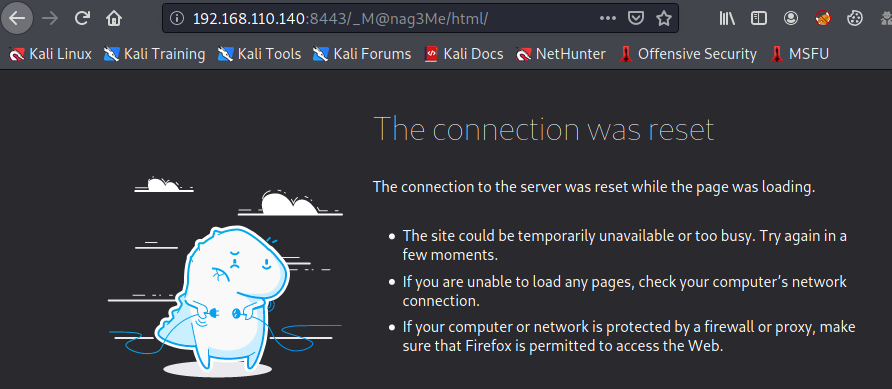 192.168.110.140:8443/_M@nag3Me/html/
Kali Linux Kali Training Kali Tools Kali Forums Kali Docs NetHunter Offensive Security MSFU
The connection was reset
The connection to the server was reset while the page was loading.
The site could be temporarily unavailable or too busy. Try again in a
few moments.
If you are unable to load any pages, check your computer’s network
connection.
If your computer or network is protected by a firewall or proxy, make
sure that Firefox is permitted to access the Web.